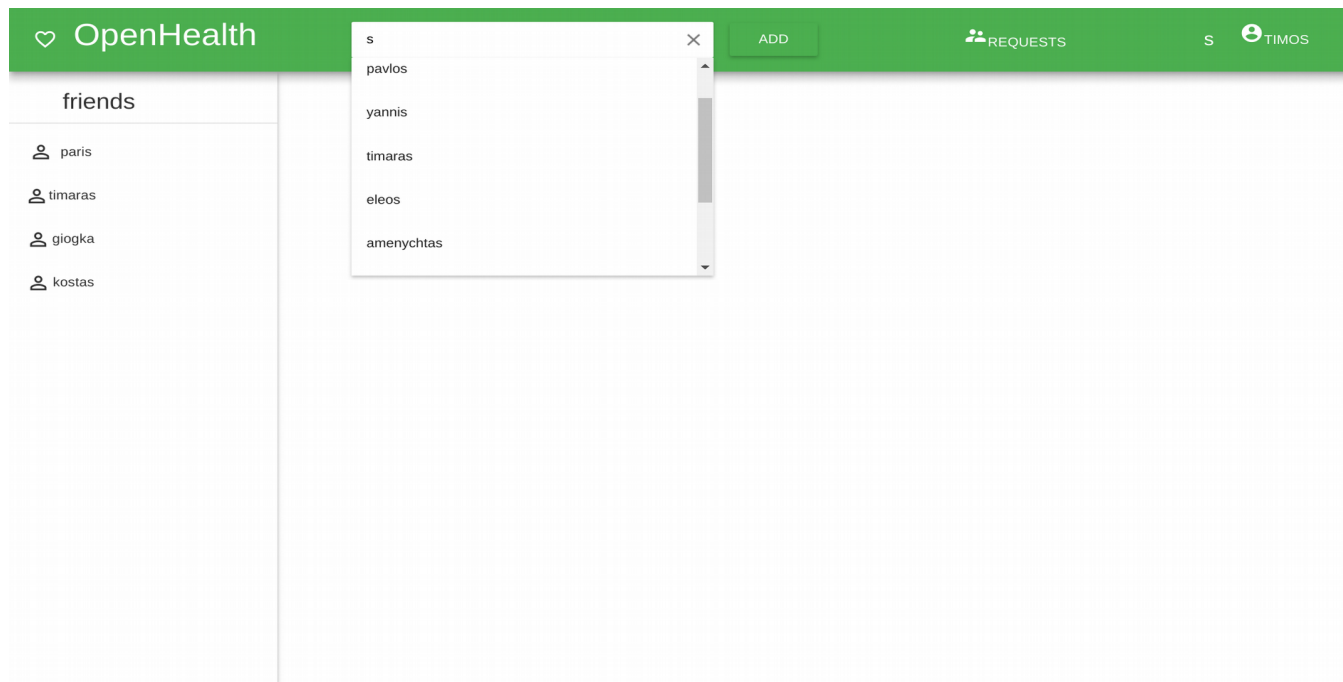 OpenHealth
s
ADD
REQUESTS
S
TIMOS
friends
paris
timaras
giogka
kostas
pavlos
yannis
timaras
eleos
amenychtas